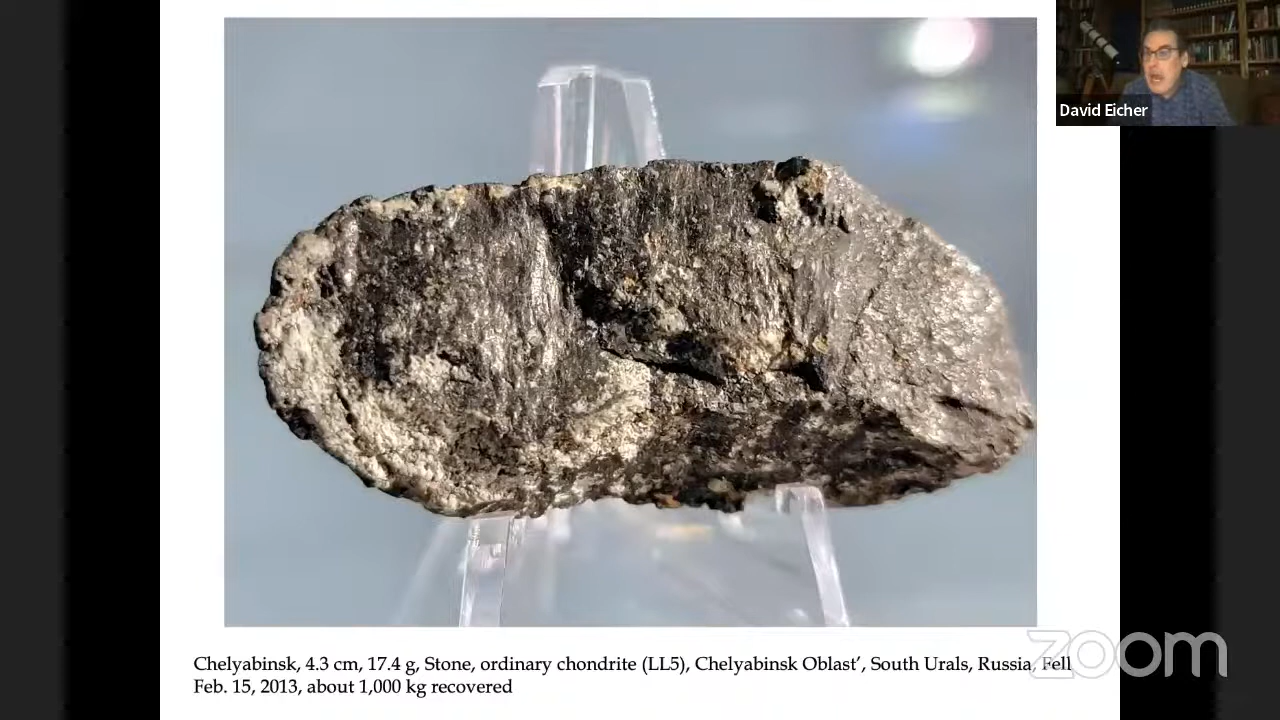 David Eicher
Chelyabinsk, 4.3 cm, 17.4 g, Stone, ordinary chondrite (LL5), Chelyabinsk Oblast’, South Urals, Russia, Fell
Feb. 15, 2013, about 1,000 kg recovered
zoom